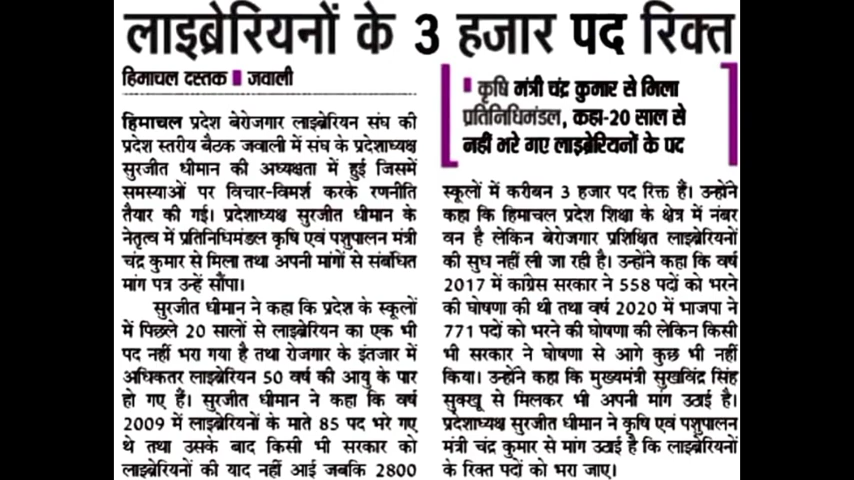 लाइब्रेरियनों के 3 हजार पद रिक्त
हिमाचल दस्तक ▮ जवाली
हिमाचल प्रदेश बेरोजगार लाइब्रेरियन संघ की
प्रदेश स्तरीय बैठक जवाली में संघ के प्रदेशाध्यक्ष
सुरजीत धीमान की अध्यक्षता में हुई जिसमें
समस्याओं पर विचार-विमर्श करके रणनीति
तैयार की गई। प्रदेशाध्यक्ष सुरजीत धीमान के
नेतृत्व में प्रतिनिधिमंडल कृषि एवं पशुपालन मंत्री
चंद्र कुमार से मिला तथा अपनी मांगों से संबंधित
मांग पत्र उन्हें सौंपा।
सुरजीत धीमान ने कहा कि प्रदेश के स्कूलों
में पिछले 20 सालों से लाइब्रेरियन का एक भी
पद नहीं भरा गया है तथा रोजगार के इंतजार में
अधिकतर लाइब्रेरियन 50 वर्ष की आयु के पार
हो गए हैं। सुरजीत धीमान ने कहा कि वर्ष
2009 में लाइब्रेरियनों के माते 85 पद भरे गए
थे तथा उसके बाद किसी भी सरकार को
लाइब्रेरियनों की याद नहीं आई जबकि 2800
▮ कृषि मंत्री चंद्र कुमार से मिला
प्रतिनिधिमंडल, कहा-20 साल से
नहीं भरे गए लाइब्रेरियनों के पद
स्कूलों में करीबन 3 हजार पद रिक्त हैं। उन्होंने
कहा कि हिमाचल प्रदेश शिक्षा के क्षेत्र में नंबर
वन है लेकिन बेरोजगार प्रशिक्षित लाइब्रेरियनों
की सुध नहीं ली जा रही है। उन्होंने कहा कि वर्ष
2017 में कांग्रेस सरकार ने 558 पदों को भरने
की घोषणा की थी तथा वर्ष 2020 में भाजपा ने
771 पदों को भरने की घोषणा की लेकिन किसी
भी सरकार ने घोषणा से आगे कुछ भी नहीं
किया। उन्होंने कहा कि मुख्यमंत्री सुखविंद्र सिंह
सुक्खू से मिलकर भी अपनी मांग उठाई है।
प्रदेशाध्यक्ष सुरजीत धीमान ने कृषि एवं पशुपालन
मंत्री चंद्र कुमार से मांग उठाई है कि लाइब्रेरियनों
के रिक्त पदों को भरा जाए।